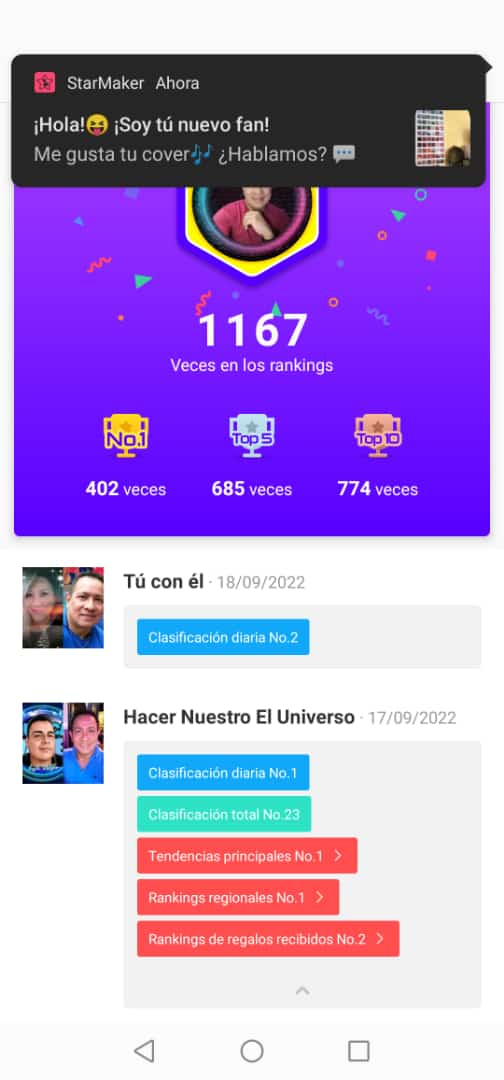 StarMaker Ahora
¡Hola!😝 ¡Soy tú nuevo fan!
Me gusta tu cover🎶 ¿Hablamos? 💬
1167
Veces en los rankings
No.1
Top 5
Top 10
402 veces
685 veces
774 veces
Tú con él · 18/09/2022
Clasificación diaria No.2
Hacer Nuestro El Universo · 17/09/2022
Clasificación diaria No.1
Clasificación total No.23
Tendencias principales No.1 >
Rankings regionales No.1 >
Rankings de regalos recibidos No.2 >